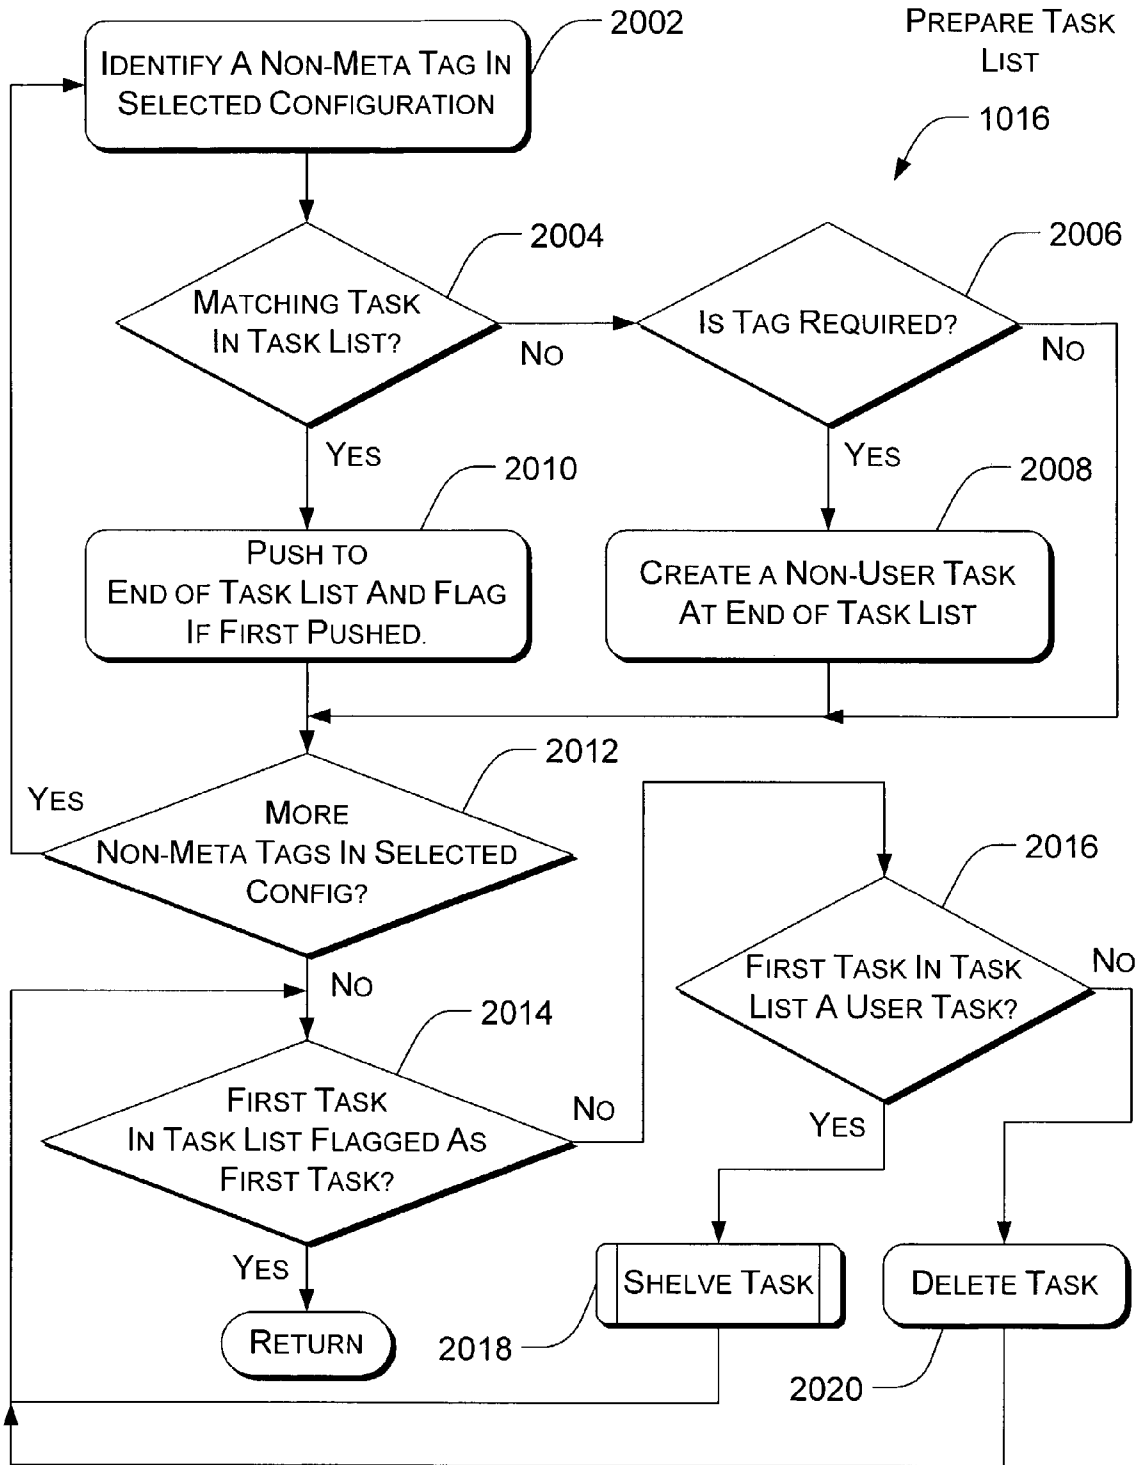 2002
PREPARE TASK
LIST
IDENTIFY A NON-META TAG IN
SELECTED CONFIGURATION
1016
2004
2006
MATCHING TASK
IN TASK LIST?
IS TAG REQUIRED?
NO
NO
YES
YES
2010
2008
PUSH TO
END OF TASK LIST AND FLAG
IF FIRST PUSHED.
CREATE A NON-USER TASK
AT END OF TASK LIST
2012
YES
MORE
NON-META TAGS IN SELECTED
CONFIG?
2016
NO
FIRST TASK IN TASK
LIST A USER TASK?
NO
2014
FIRST TASK
IN TASK LIST FLAGGED AS
FIRST TASK?
NO
YES
YES
SHELVE TASK
DELETE TASK
RETURN
2018
2020